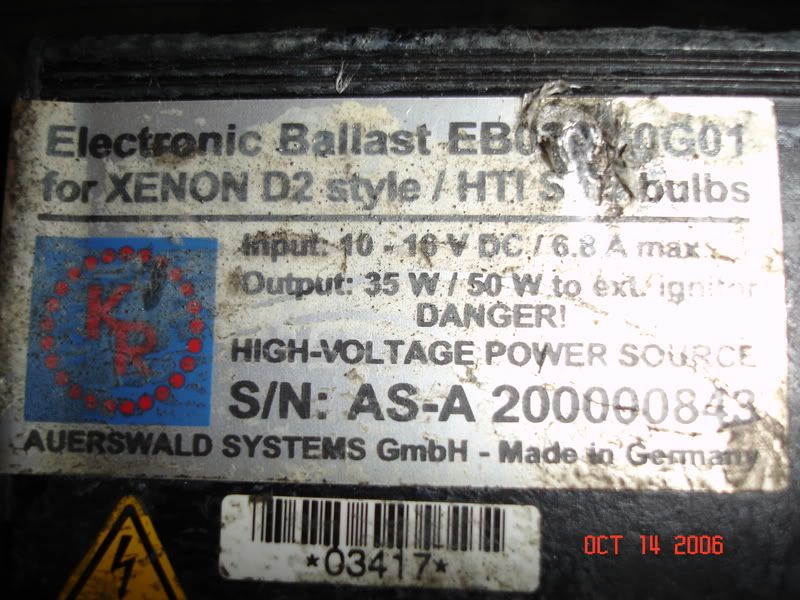 Electronic Ballast
for XENON D2 style / HTI bulbs
Input: 10 - 16 V DC / 6.8 A max.
Output: 35 W / 50 W to ext. ignitor
DANGER!
HIGH-VOLTAGE POWER SOURCE
K
R
S/N: AS-A 200000843
AUERSWALD SYSTEMS GmbH - Made in Germany
*03417*
OCT 14 2006